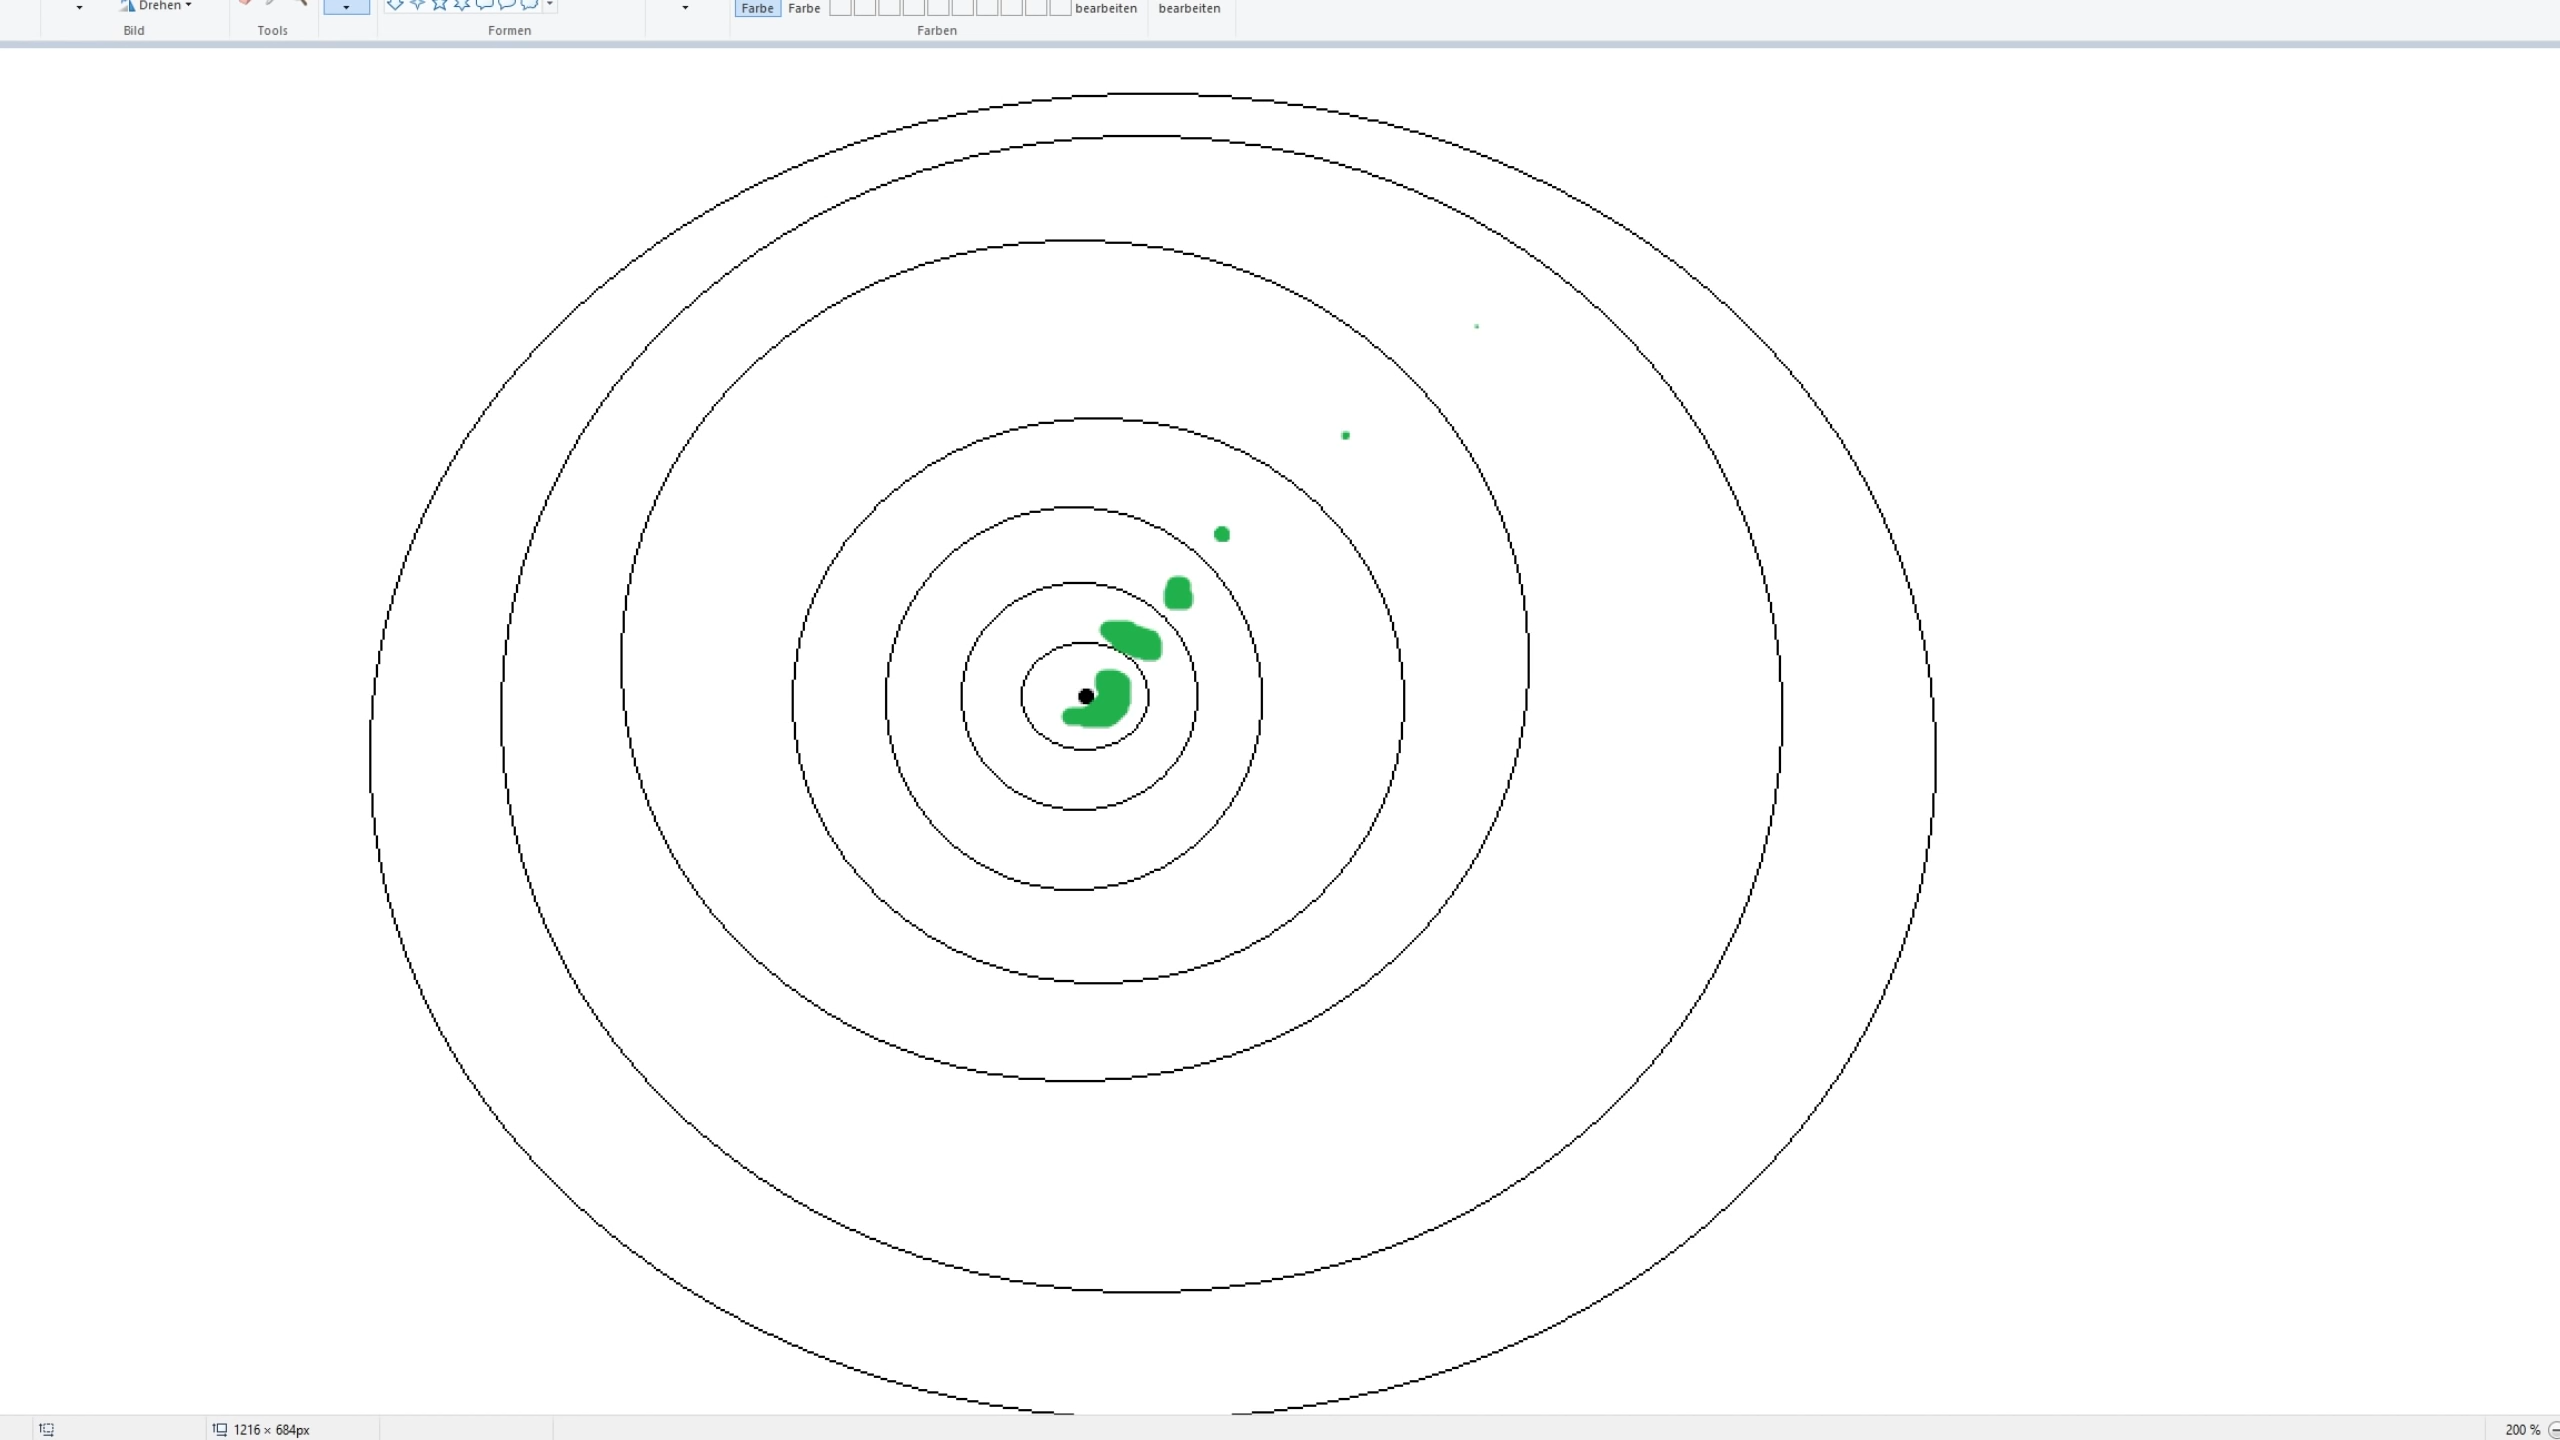 Drehen
Farbe Farbe bearbeiten bearbeiten
Bild Tools Formen Farben
1216 × 684px 200 %